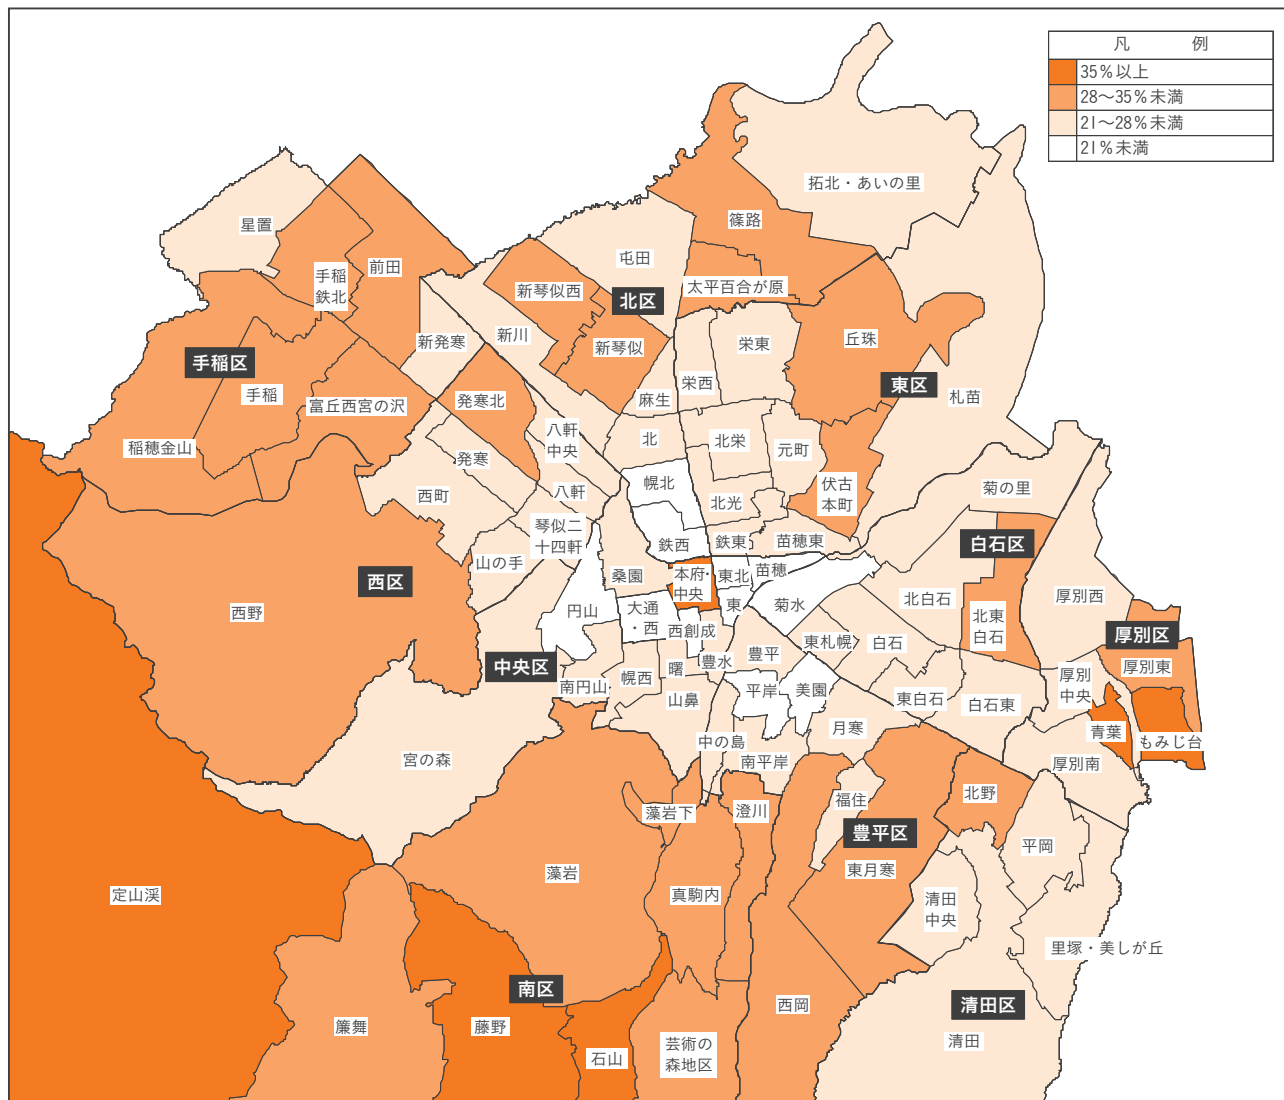 凡　例
35%以上
28～35%未満
21～28%未満
21%未満
拓北・あいの里
星置
篠路
手稲
鉄北
前田
屯田
新琴似西
太平百合が原
北区
新発寒
新川
新琴似
栄東
丘珠
手稲区
手稲
栄西
東区
札苗
富丘西宮の沢
発寒北
麻生
稲穂金山
発寒
八軒
中央
北
北栄
元町
西町
八軒
幌北
北光
伏古
本町
菊の里
琴似二
十四軒
鉄西
鉄東
苗穂東
白石区
山の手
西区
桑園
本府・
中央
東北
苗穂
西野
円山
大通
・西
東
菊水
北白石
北東
白石
厚別西
西創成
厚別区
中央区
南円山
幌西
曙
豊水
豊平
東札幌
白石
厚別東
山鼻
平岸
美園
東白石
白石東
厚別
中央
宮の森
中の島
南平岸
月寒
青葉
もみじ台
厚別南
藻岩下
澄川
福住
北野
豊平区
平岡
定山渓
藻岩
真駒内
東月寒
清田
中央
里塚・美しが丘
南区
西岡
清田区
簾舞
藤野
石山
芸術の
森地区
清田